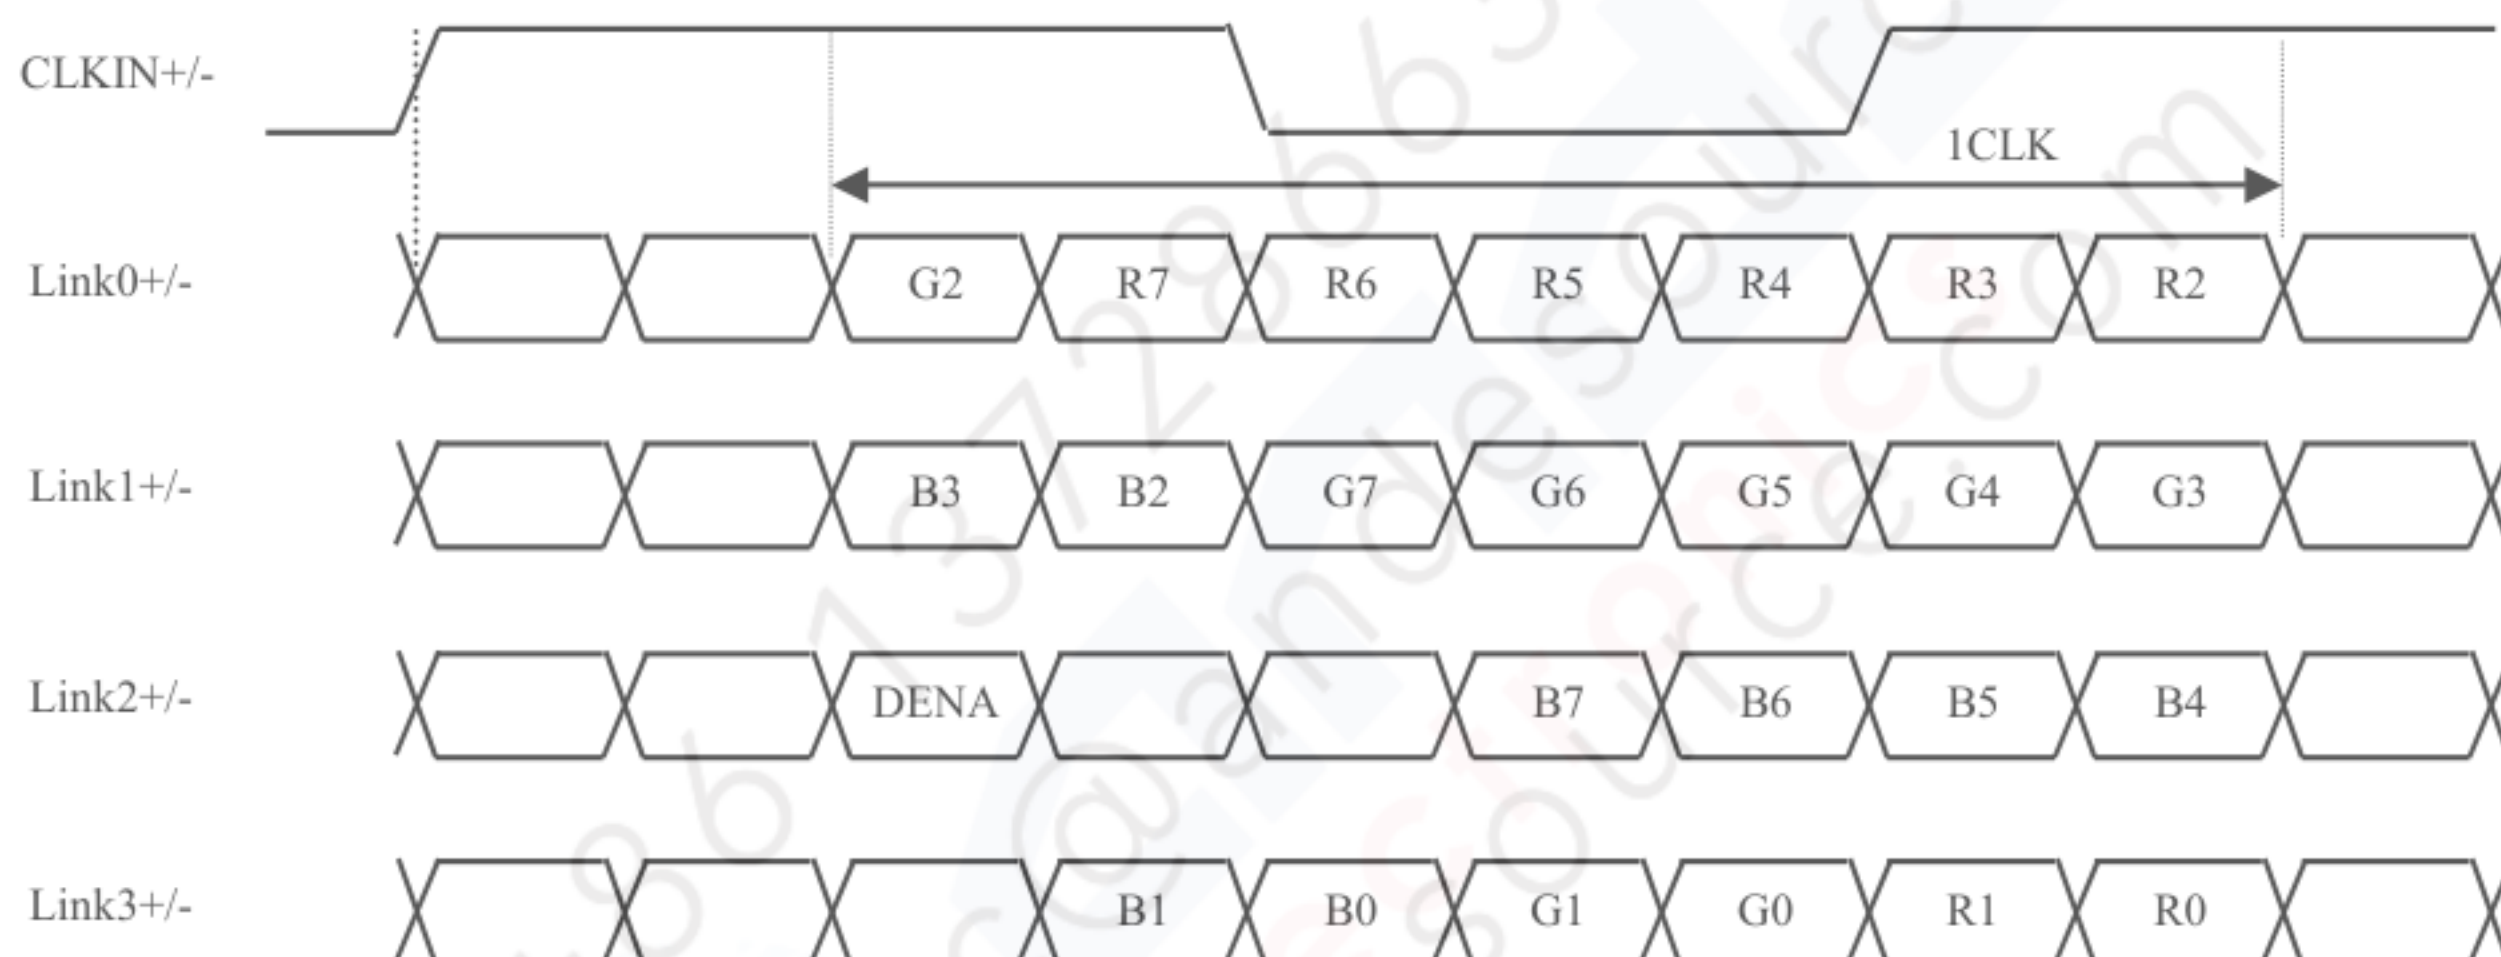 CLKIN+/-
1CLK
Link0+/- G2 R7 R6 R5 R4 R3 R2
Link1+/- B3 B2 G7 G6 G5 G4 G3
Link2+/- DENA B7 B6 B5 B4
Link3+/- B1 B0 G1 G0 R1 R0